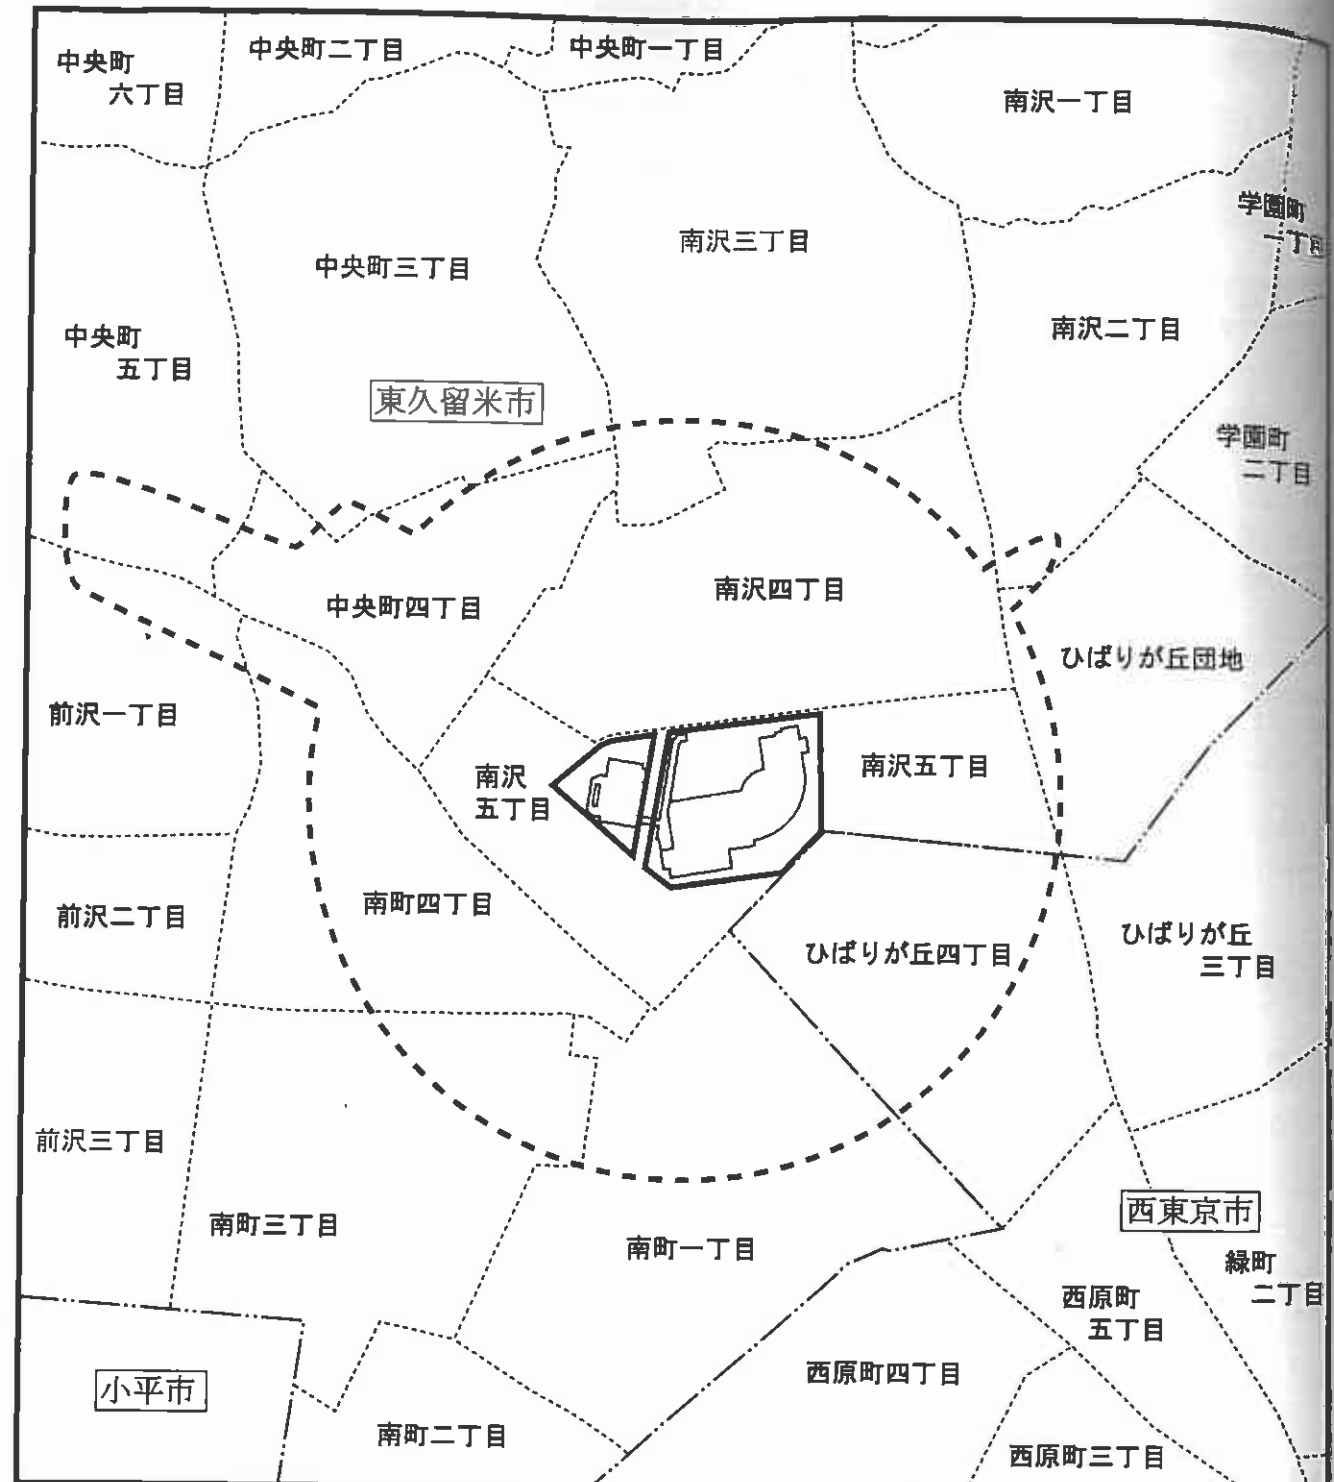 中央町
六丁目
中央町二丁目
中央町一丁目
南沢一丁目
学園町
一丁目
南沢三丁目
中央町三丁目
南沢二丁目
中央町
五丁目
東久留米市
学園町
二丁目
南沢四丁目
中央町四丁目
ひばりが丘団地
前沢一丁目
南沢
五丁目
南沢五丁目
南町四丁目
前沢二丁目
ひばりが丘四丁目
ひばりが丘
三丁目
前沢三丁目
南町三丁目
南町一丁目
西東京市
緑町
二丁目
西原町
五丁目
小平市
西原町四丁目
南町二丁目
西原町三丁目